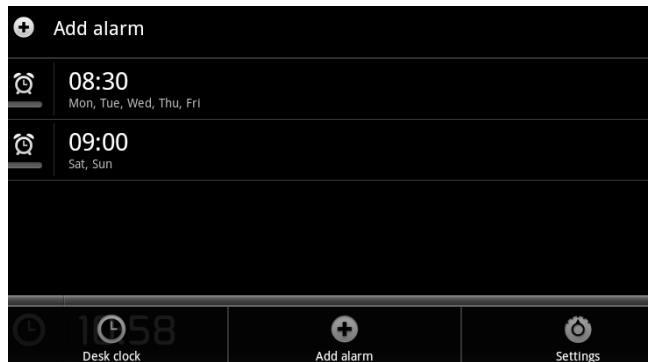 Add alarm
08:30
Mon, Tue, Wed, Thu, Fri
09:00
Sat, Sun
Desk clock
Add alarm
Settings